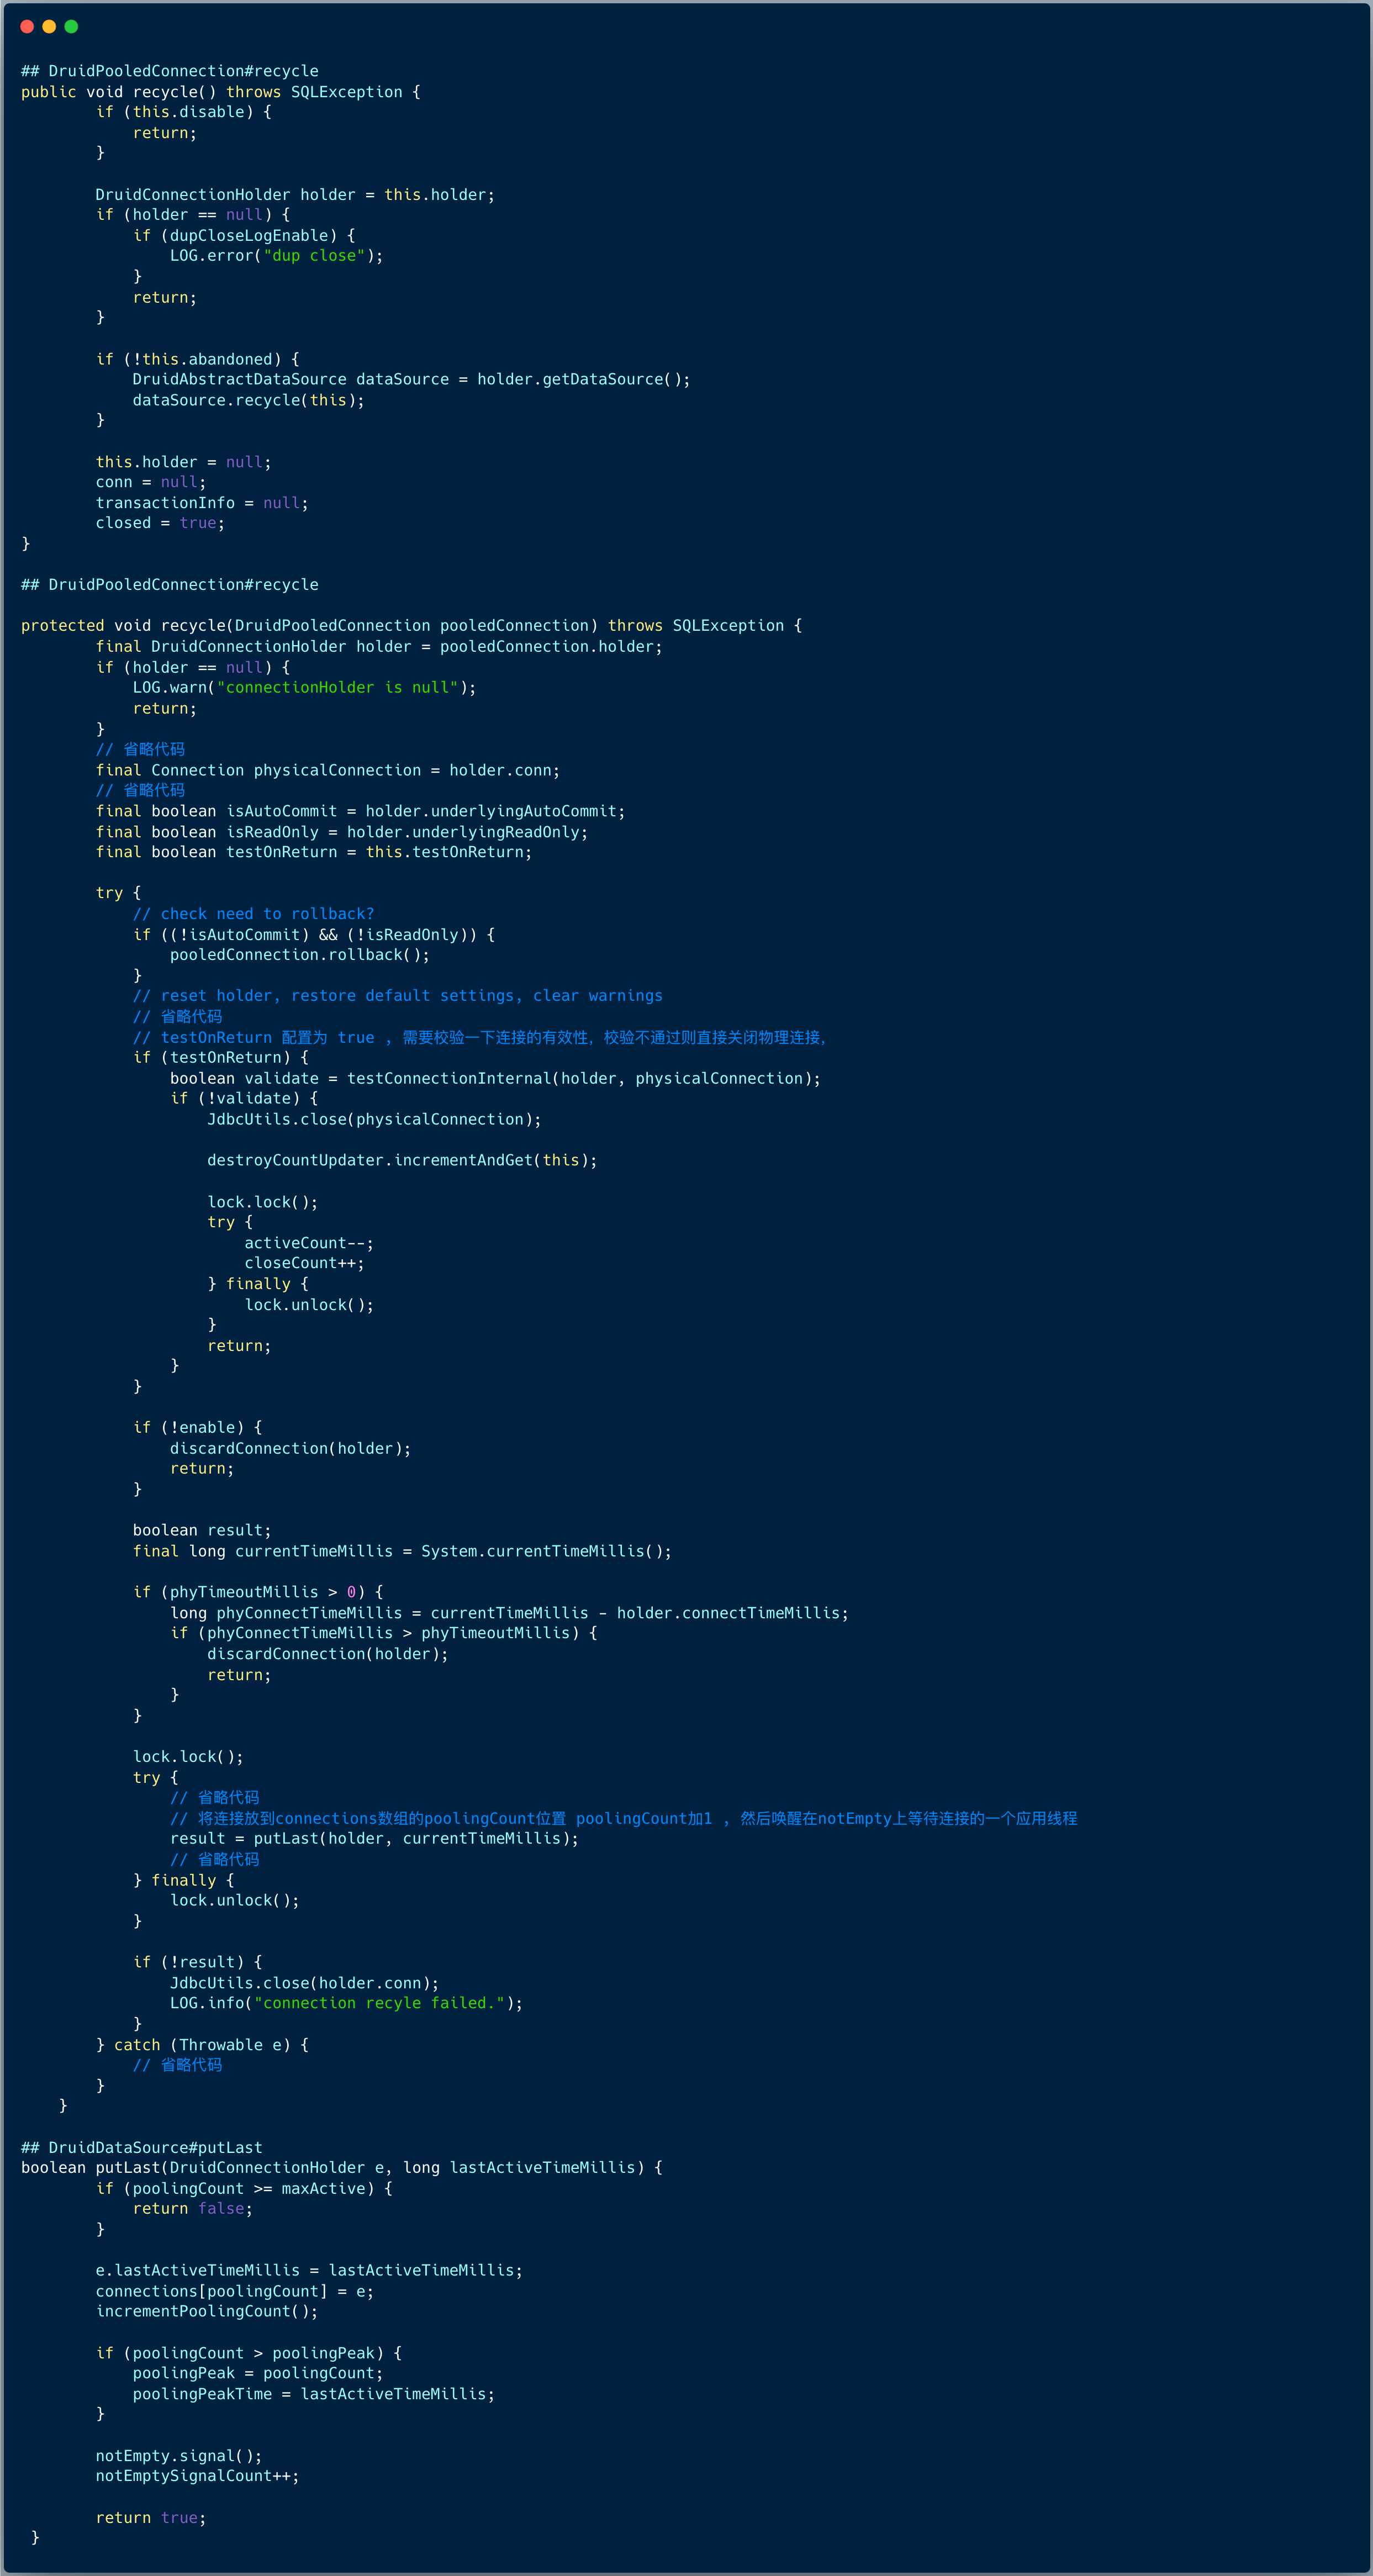 ## DruidPooledConnection#recycle
public void recycle() throws SQLException {
        if (this.disable) {
            return;
        }

        DruidConnectionHolder holder = this.holder;
        if (holder == null) {
            if (dupCloseLogEnable) {
                LOG.error("dup close");
            }
            return;
        }

        if (!this.abandoned) {
            DruidAbstractDataSource dataSource = holder.getDataSource();
            dataSource.recycle(this);
        }

        this.holder = null;
        conn = null;
        transactionInfo = null;
        closed = true;
}

## DruidPooledConnection#recycle

protected void recycle(DruidPooledConnection pooledConnection) throws SQLException {
        final DruidConnectionHolder holder = pooledConnection.holder;
        if (holder == null) {
            LOG.warn("connectionHolder is null");
            return;
        }
        // 省略代码
        final Connection physicalConnection = holder.conn;
        // 省略代码
        final boolean isAutoCommit = holder.underlyingAutoCommit;
        final boolean isReadOnly = holder.underlyingReadOnly;
        final boolean testOnReturn = this.testOnReturn;

        try {
            // check need to rollback?
            if ((!isAutoCommit) && (!isReadOnly)) {
                pooledConnection.rollback();
            }
            // reset holder, restore default settings, clear warnings
            // 省略代码
            // testOnReturn 配置为 true ，需要校验一下连接的有效性，校验不通过则直接关闭物理连接，
            if (testOnReturn) {
                boolean validate = testConnectionInternal(holder, physicalConnection);
                if (!validate) {
                    JdbcUtils.close(physicalConnection);

                    destroyCountUpdater.incrementAndGet(this);

                    lock.lock();
                    try {
                        activeCount--;
                        closeCount++;
                    } finally {
                        lock.unlock();
                    }
                    return;
                }
            }

            if (!enable) {
                discardConnection(holder);
                return;
            }

            boolean result;
            final long currentTimeMillis = System.currentTimeMillis();

            if (phyTimeoutMillis > 0) {
                long phyConnectTimeMillis = currentTimeMillis - holder.connectTimeMillis;
                if (phyConnectTimeMillis > phyTimeoutMillis) {
                    discardConnection(holder);
                    return;
                }
            }

            lock.lock();
            try {
                // 省略代码
                // 将连接放到connections数组的poolingCount位置 poolingCount加1 ，然后唤醒在notEmpty上等待连接的一个应用线程
                result = putLast(holder, currentTimeMillis);
                // 省略代码
            } finally {
                lock.unlock();
            }

            if (!result) {
                JdbcUtils.close(holder.conn);
                LOG.info("connection recyle failed.");
            }
        } catch (Throwable e) {
            // 省略代码
        }
    }

## DruidDataSource#putLast
boolean putLast(DruidConnectionHolder e, long lastActiveTimeMillis) {
        if (poolingCount >= maxActive) {
            return false;
        }

        e.lastActiveTimeMillis = lastActiveTimeMillis;
        connections[poolingCount] = e;
        incrementPoolingCount();

        if (poolingCount > poolingPeak) {
            poolingPeak = poolingCount;
            poolingPeakTime = lastActiveTimeMillis;
        }

        notEmpty.signal();
        notEmptySignalCount++;

        return true;
 }